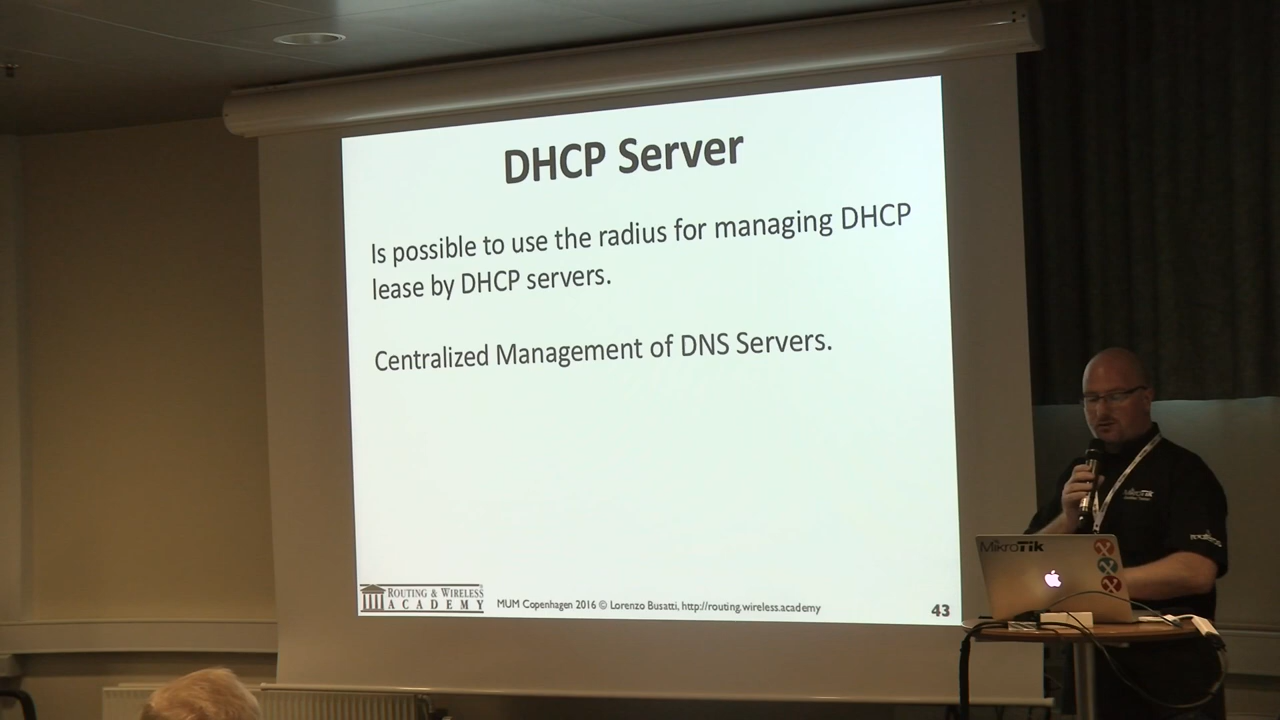 DHCP Server
Is possible to use the radius for managing DHCP
lease by DHCP servers.
Centralized Management of DNS Servers.
ROUTING & WIRELESS
ACADEMY
MUM Copenhagen 2016 © Lorenzo Busatti, http://routing.wireless.academy
43
MikroTik
MikroTik